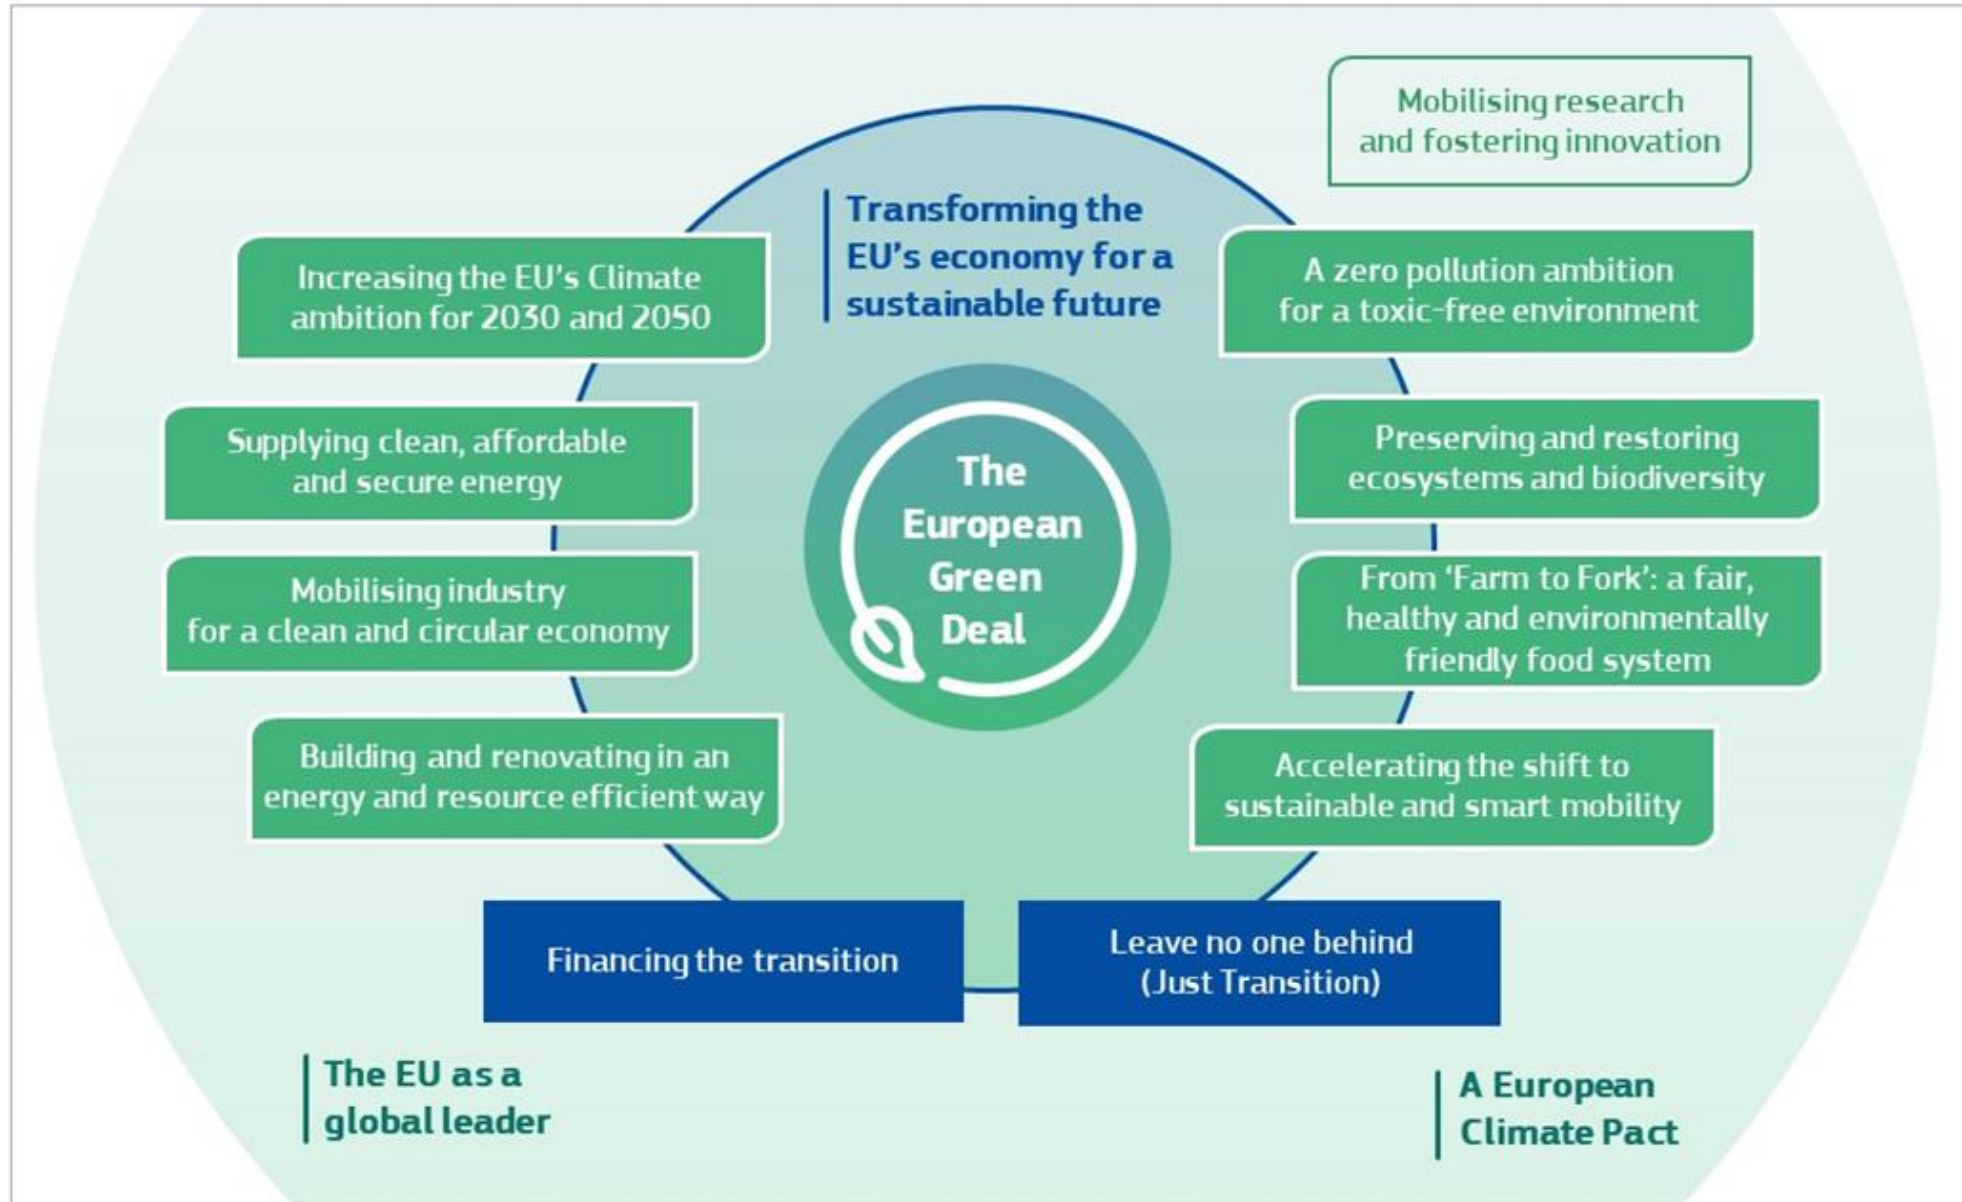 Mobilising research
and fostering innovation
Transforming the
EU's economy for a
sustainable future
Increasing the EU's Climate
ambition for 2030 and 2050
A zero pollution ambition
for a toxic-free environment
Supplying clean, affordable
and secure energy
Preserving and restoring
ecosystems and biodiversity
The
European
Green
Deal
Mobilising industry
for a clean and circular economy
From ‘Farm to Fork’: a fair,
healthy and environmentally
friendly food system
Building and renovating in an
energy and resource efficient way
Accelerating the shift to
sustainable and smart mobility
Financing the transition
Leave no one behind
(Just Transition)
The EU as a
global leader
A European
Climate Pact